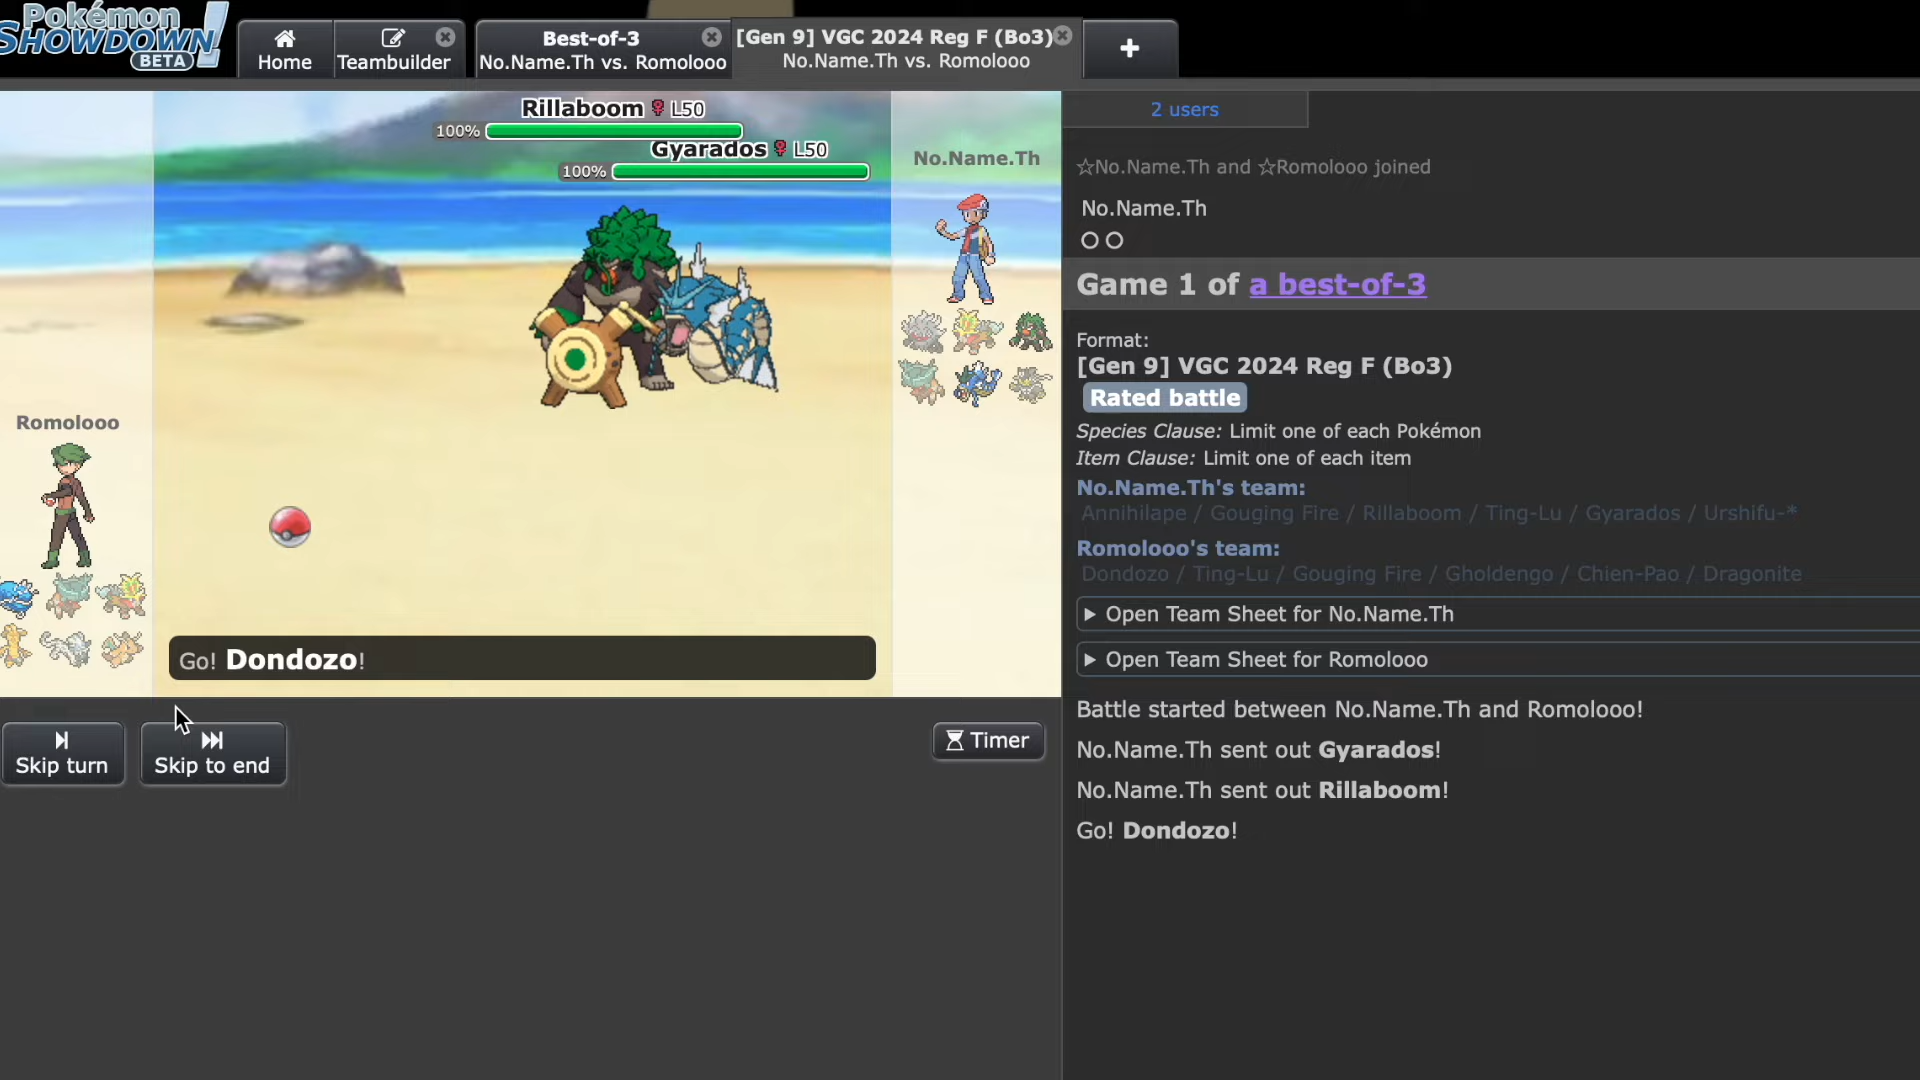 Pokémon
SHOWDOWN!
BETA
Home
Teambuilder
Best-of-3
No.Name.Th vs. Romolooo
[Gen 9] VGC 2024 Reg F (Bo3)
No.Name.Th vs. Romolooo
+
Rillaboom ♀ L50
100%
Gyarados ♀ L50
100%
No.Name.Th
Romolooo
Go! Dondozo!
Skip turn
Skip to end
Timer
2 users
☆No.Name.Th and ☆Romolooo joined
No.Name.Th
Game 1 of a best-of-3
Format:
[Gen 9] VGC 2024 Reg F (Bo3)
Rated battle
Species Clause: Limit one of each Pokémon
Item Clause: Limit one of each item
No.Name.Th's team:
Annihilape / Gouging Fire / Rillaboom / Ting-Lu / Gyarados / Urshifu-*
Romolooo's team:
Dondozo / Ting-Lu / Gouging Fire / Gholdengo / Chien-Pao / Dragonite
Open Team Sheet for No.Name.Th
Open Team Sheet for Romolooo
Battle started between No.Name.Th and Romolooo!
No.Name.Th sent out Gyarados!
No.Name.Th sent out Rillaboom!
Go! Dondozo!